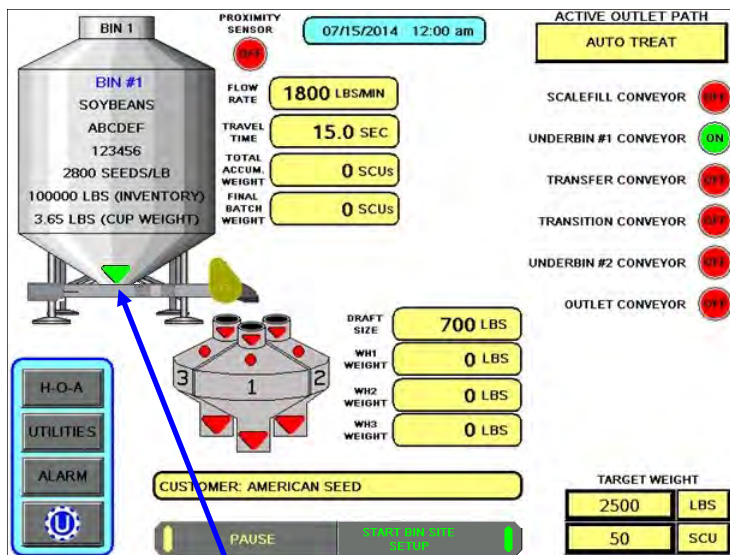 BIN 1
PROXIMITY
SENSOR
OFF
07/15/2014 12:00 am
ACTIVE OUTLET PATH
AUTO TREAT
BIN #1
SOYBEANS
ABCDEF
123456
2800 SEEDS/LB
100000 LBS (INVENTORY)
3.65 LBS (CUP WEIGHT)
FLOW
RATE
1800 LBS/MIN
TRAVEL
TIME
15.0 SEC
TOTAL
ACCUM.
WEIGHT
0 SCUs
FINAL
BATCH
WEIGHT
0 SCUs
SCALEFILL CONVEYOR OFF
UNDERBIN #1 CONVEYOR ON
TRANSFER CONVEYOR OFF
TRANSITION CONVEYOR OFF
UNDERBIN #2 CONVEYOR OFF
OUTLET CONVEYOR OFF
3 1 2
DRAFT
SIZE
700 LBS
WH1
WEIGHT
0 LBS
WH2
WEIGHT
0 LBS
WH3
WEIGHT
0 LBS
H-O-A
UTILITIES
ALARM
U
CUSTOMER: AMERICAN SEED
PAUSE
START BIN SITE
SETUP
TARGET WEIGHT
2500 LBS
50 SCU